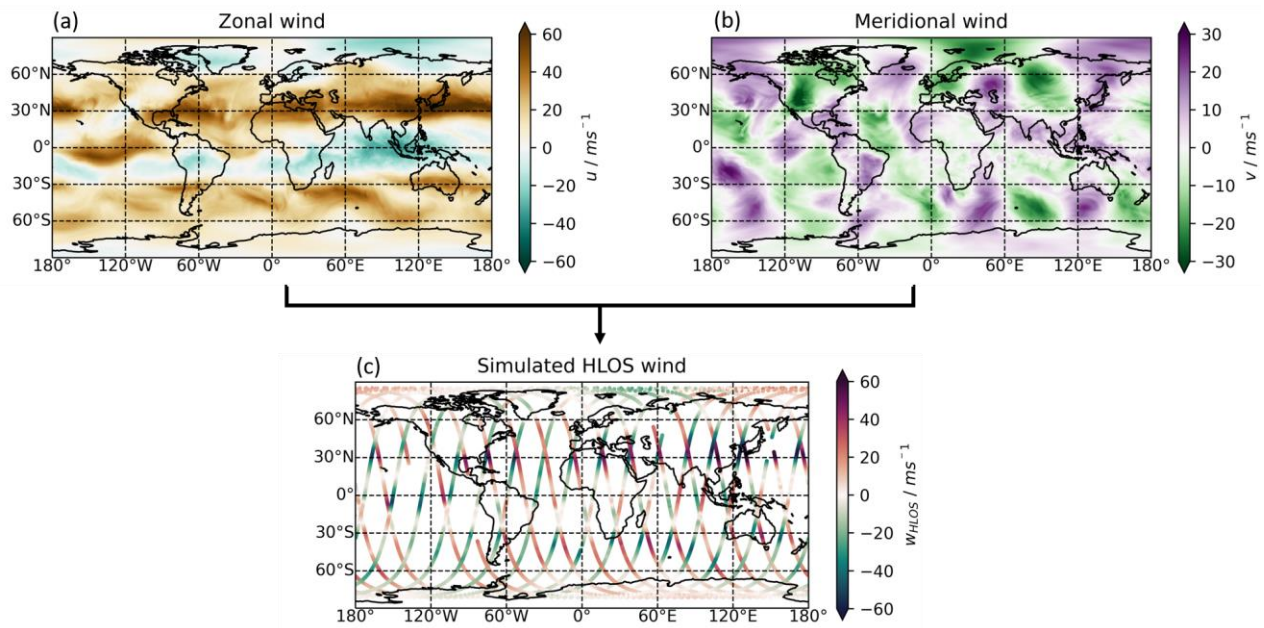 (a)
Zonal wind
60°N
30°N
0°
30°S
60°S
180°
120°W
60°W
0°
60°E
120°E
180°
60
40
20
0
−20
−40
−60
u / ms⁻¹
(b)
Meridional wind
60°N
30°N
0°
30°S
60°S
180°
120°W
60°W
0°
60°E
120°E
180°
30
20
10
0
−10
−20
−30
v / ms⁻¹
(c)
Simulated HLOS wind
60°N
30°N
0°
30°S
60°S
180°
120°W
60°W
0°
60°E
120°E
180°
60
40
20
0
−20
−40
−60
w_HLOS / ms⁻¹